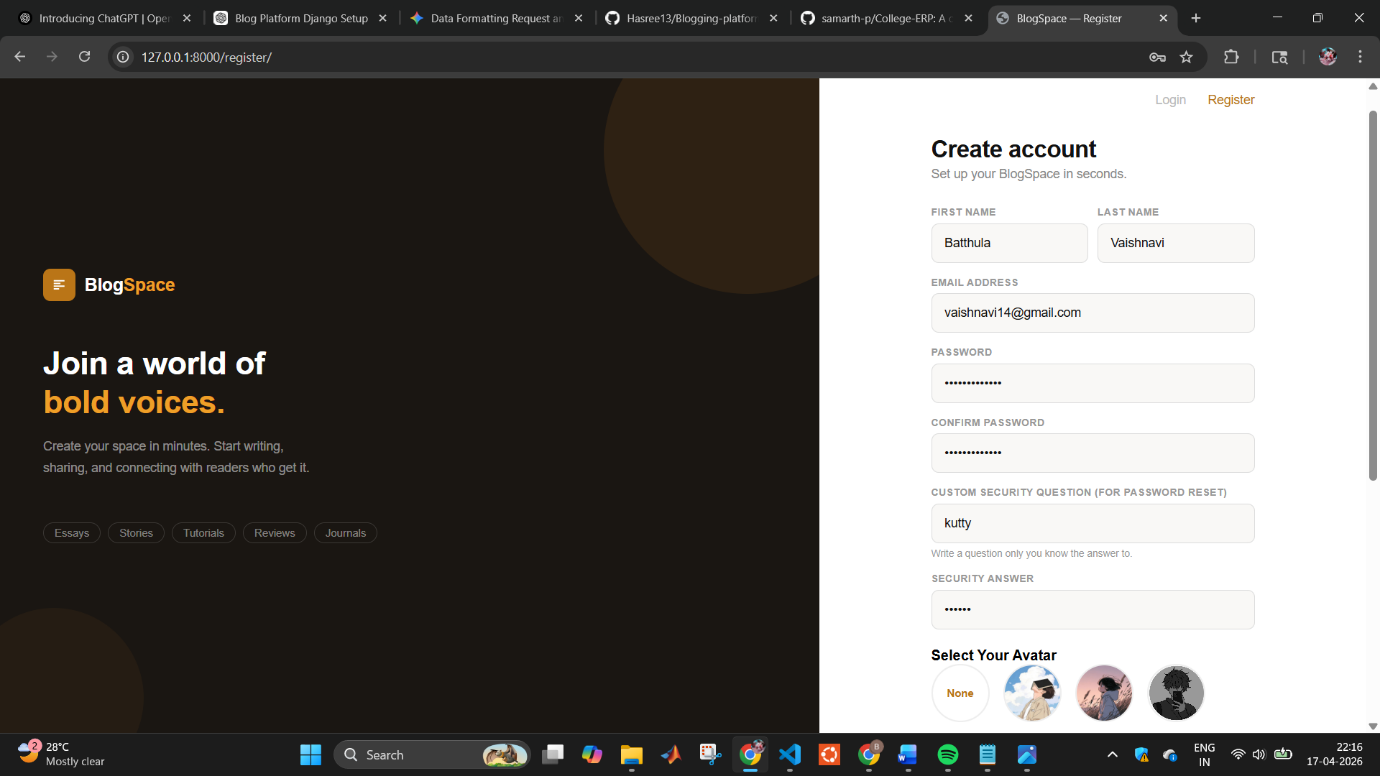 Introducing ChatGPT | Open
Blog Platform Django Setup
Data Formatting Request an
Hasree13/Blogging-platform
samarth-p/College-ERP: A c
BlogSpace — Register
127.0.0.1:8000/register/
Login Register
BlogSpace
Join a world of
bold voices.
Create your space in minutes. Start writing,
sharing, and connecting with readers who get it.
Essays Stories Tutorials Reviews Journals
Create account
Set up your BlogSpace in seconds.
FIRST NAME LAST NAME
Batthula Vaishnavi
EMAIL ADDRESS
vaishnavi14@gmail.com
PASSWORD
•••••••••••••
CONFIRM PASSWORD
•••••••••••••
CUSTOM SECURITY QUESTION (FOR PASSWORD RESET)
kutty
Write a question only you know the answer to.
SECURITY ANSWER
••••••
Select Your Avatar
None
2
28°C
Mostly clear
Search
8
ENG
IN
22:16
17-04-2026